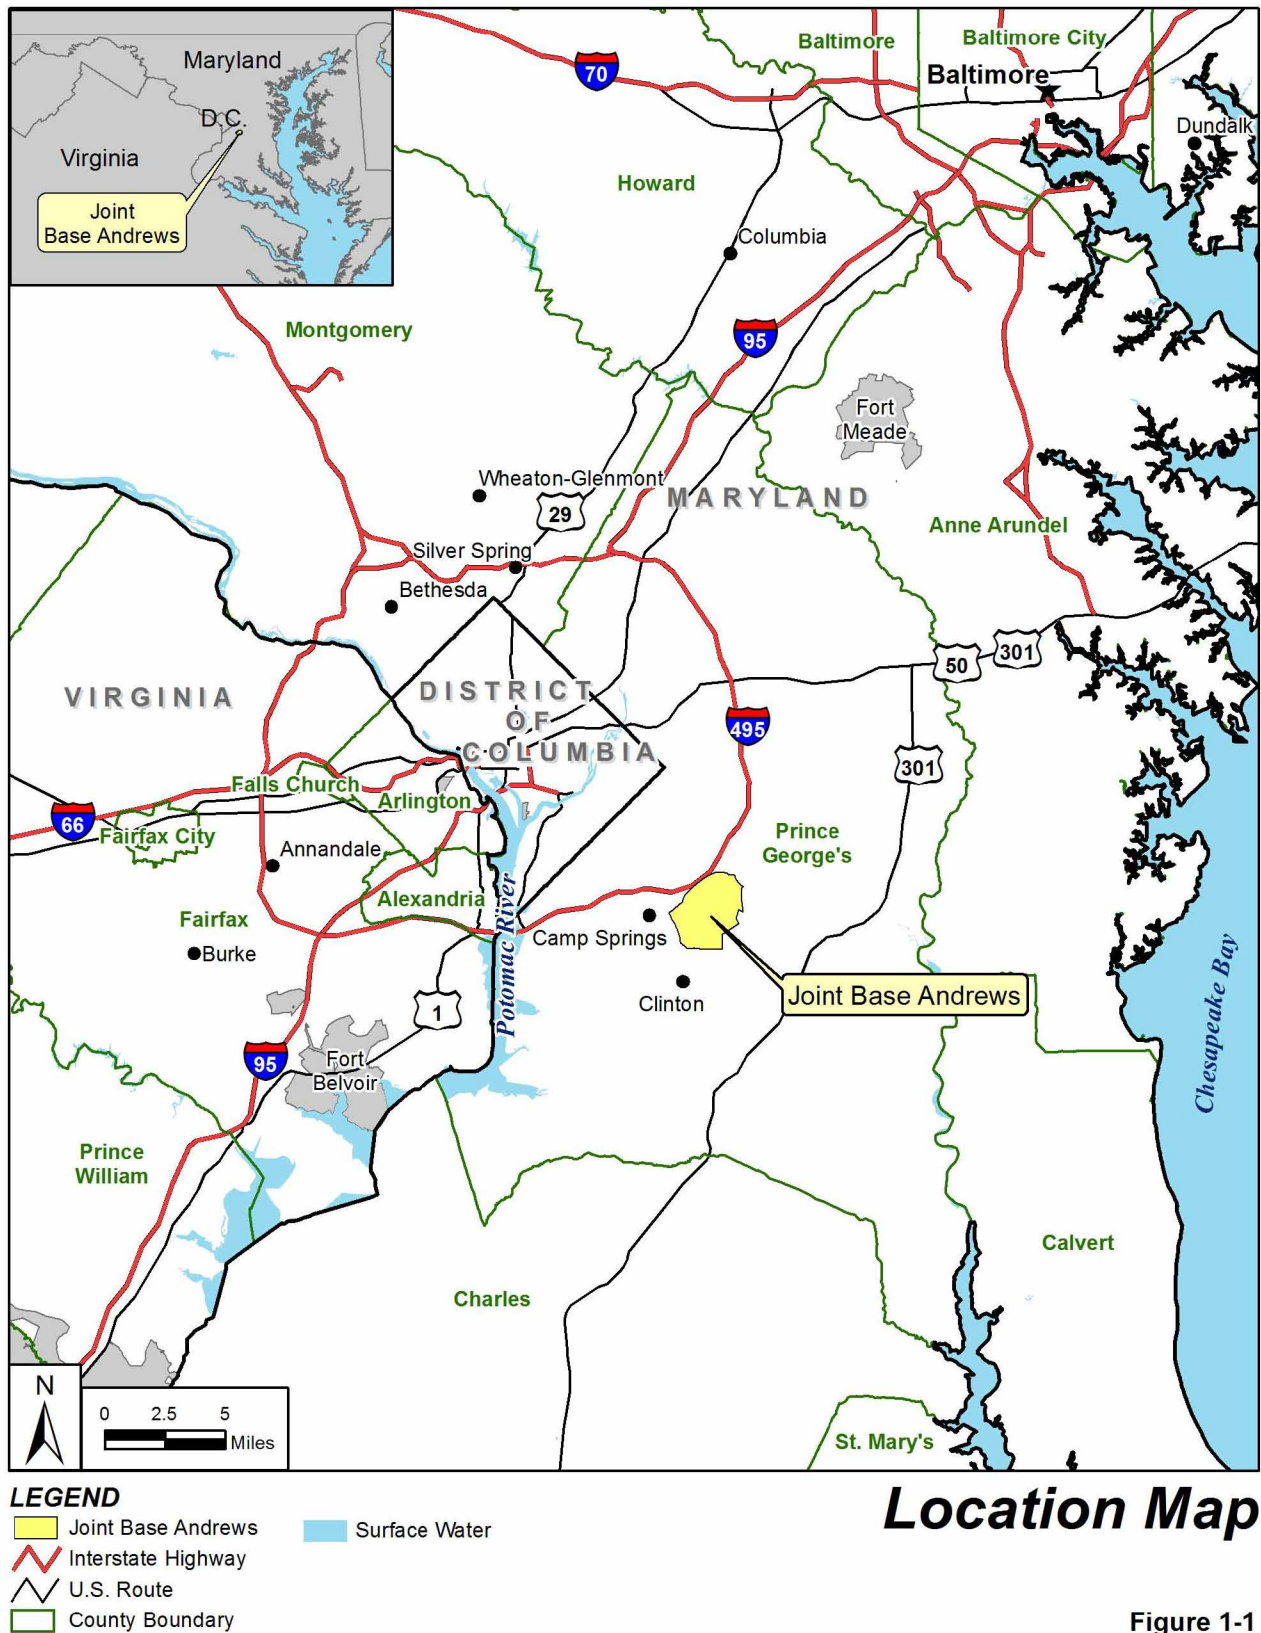 Maryland
D.C.
Virginia
Joint
Base Andrews
70
Baltimore
Baltimore City
Baltimore
Dundalk
Howard
Columbia
95
Montgomery
Fort
Meade
Wheaton-Glenmont
MARYLAND
29
Anne Arundel
Silver Spring
Bethesda
50
301
VIRGINIA
DISTRICT
OF
COLUMBIA
495
301
Falls Church
Arlington
66
Fairfax City
Annandale
Prince
George's
Alexandria
Fairfax
Burke
Camp Springs
Potomac River
Clinton
Joint Base Andrews
1
95
Fort
Belvoir
Chesapeake Bay
Prince
William
Calvert
Charles
St. Mary's
N
0 2.5 5
Miles
LEGEND
Joint Base Andrews
Surface Water
Interstate Highway
U.S. Route
County Boundary
Location Map
Figure 1-1